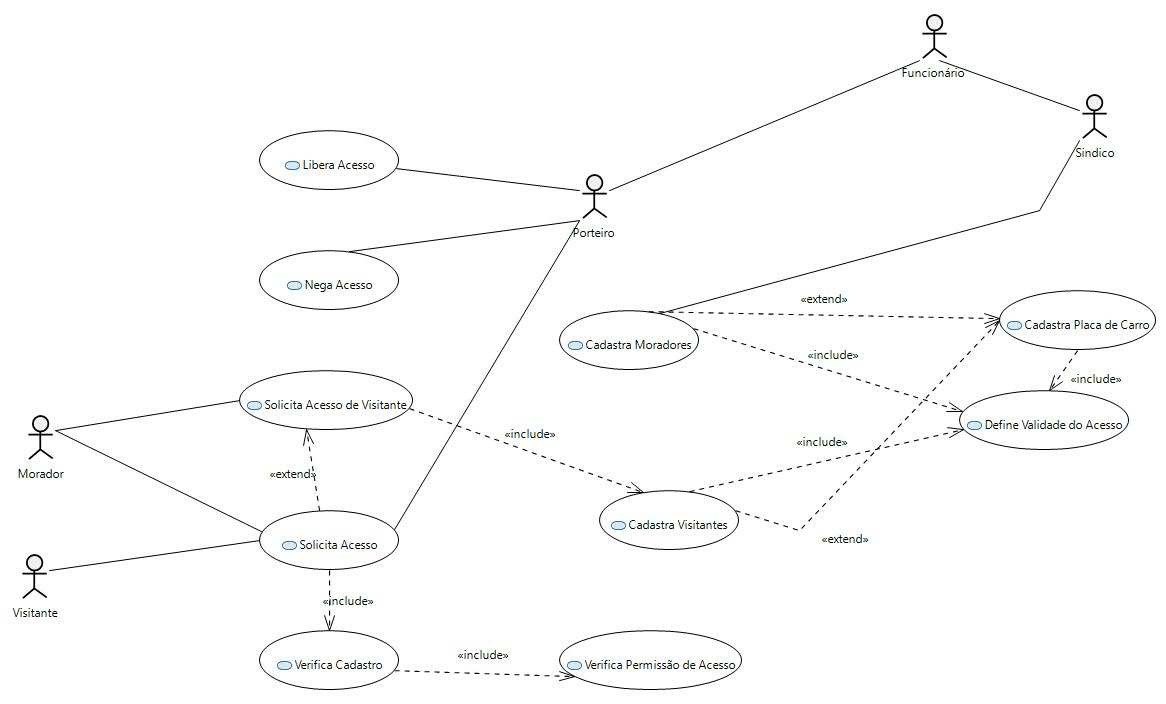 Funcionário
Sindico
Libera Acesso
Porteiro
Nega Acesso
«extend»
Cadastra Placa de Carro
Cadastra Moradores
«include»
«include»
Solicita Acesso de Visitante
Define Validade do Acesso
«include»
«include»
Morador
«extend»
Cadastra Visitantes
«extend»
Solicita Acesso
Visitante
«include»
Verifica Cadastro
«include»
Verifica Permissão de Acesso